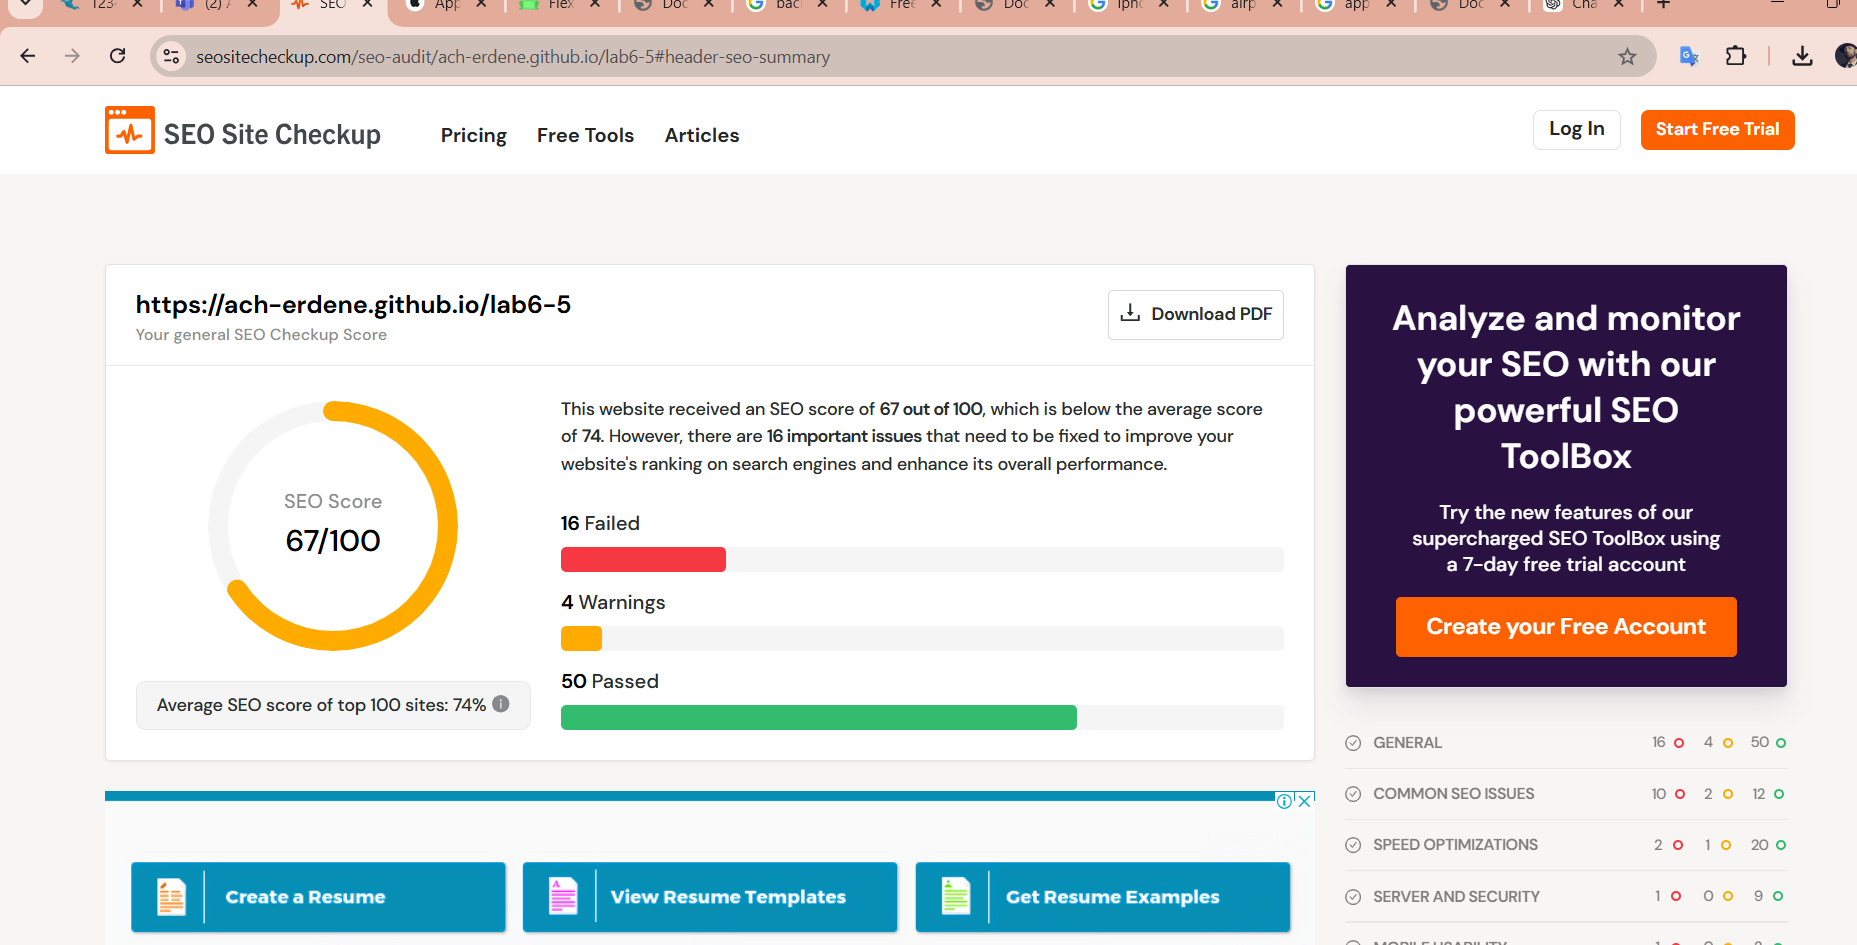 123-
(2) A
SEO
App
Flex
Doc
bac
Free
Doc
ipho
airp
app
Doc
Cha
seositecheckup.com/seo-audit/ach-erdene.github.io/lab6-5#header-seo-summary
SEO Site Checkup
Pricing
Free Tools
Articles
Log In
Start Free Trial
https://ach-erdene.github.io/lab6-5
Your general SEO Checkup Score
Download PDF
SEO Score
67/100
Average SEO score of top 100 sites: 74%
This website received an SEO score of 67 out of 100, which is below the average score
of 74. However, there are 16 important issues that need to be fixed to improve your
website's ranking on search engines and enhance its overall performance.
16 Failed
4 Warnings
50 Passed
Analyze and monitor
your SEO with our
powerful SEO
ToolBox
Try the new features of our
supercharged SEO ToolBox using
a 7-day free trial account
Create your Free Account
GENERAL 16 4 50
COMMON SEO ISSUES 10 2 12
SPEED OPTIMIZATIONS 2 1 20
SERVER AND SECURITY 1 0 9
MOBILE USABILITY
Create a Resume
View Resume Templates
Get Resume Examples